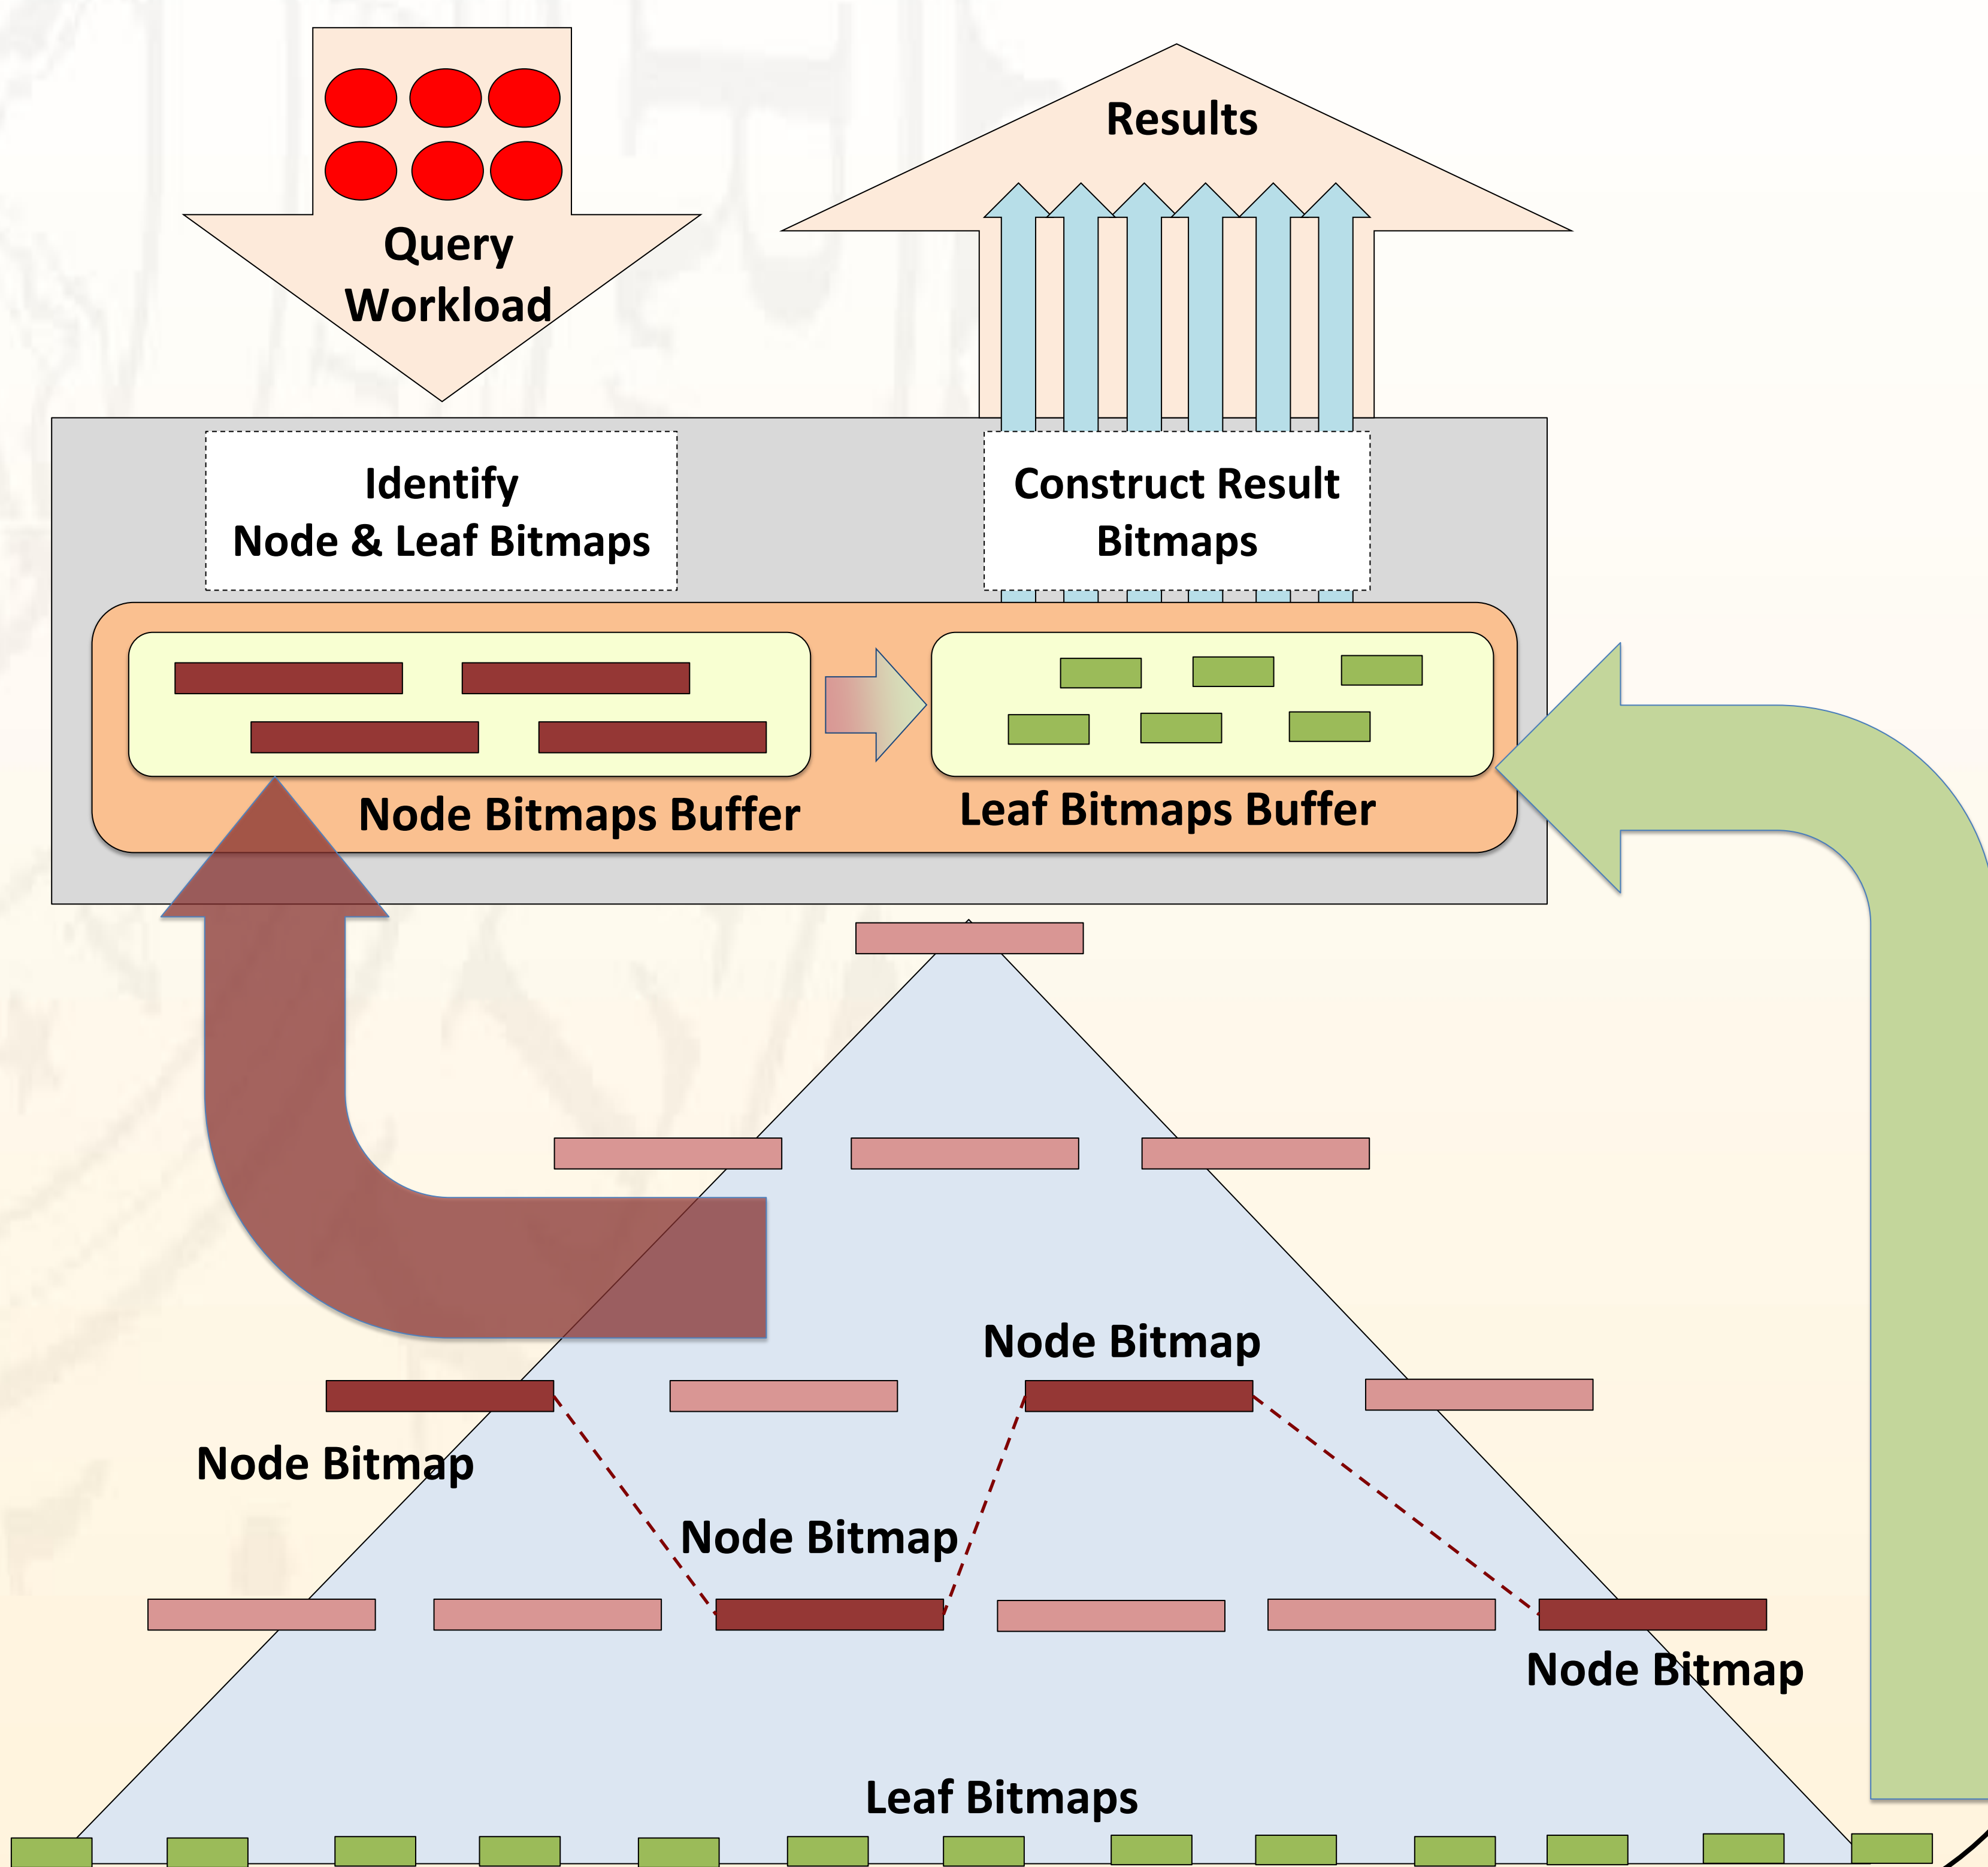 Query
Workload
Results
Identify
Node & Leaf Bitmaps
Construct Result
Bitmaps
Node Bitmaps Buffer
Leaf Bitmaps Buffer
Node Bitmap
Node Bitmap
Node Bitmap
Node Bitmap
Leaf Bitmaps